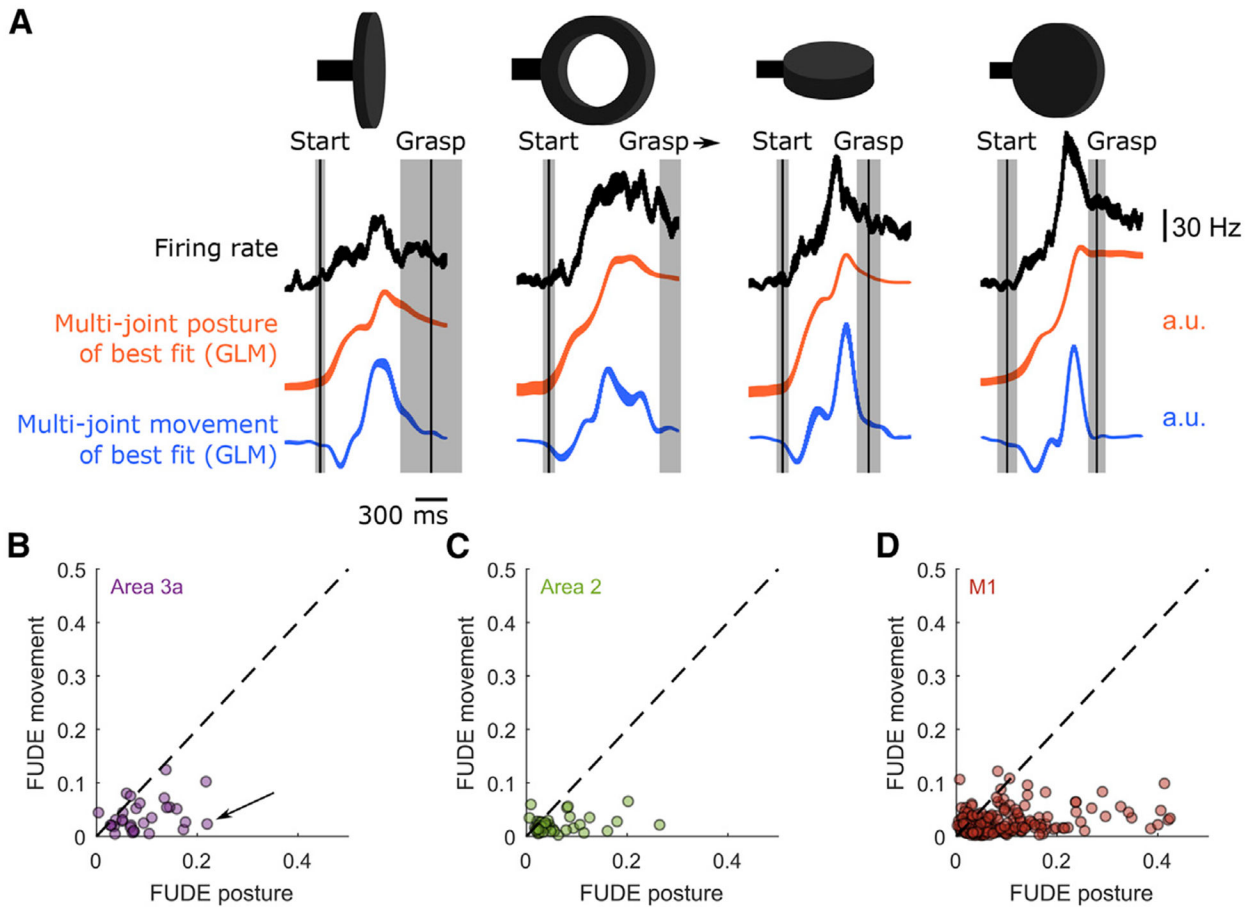 A
Start Grasp
Start Grasp
Start Grasp
Start Grasp
Firing rate
30 Hz
Multi-joint posture
of best fit (GLM)
a.u.
Multi-joint movement
of best fit (GLM)
a.u.
300 ms
B
Area 3a
FUDE movement
0.5
0.4
0.3
0.2
0.1
0
0 0.2 0.4
FUDE posture
C
Area 2
FUDE movement
0.5
0.4
0.3
0.2
0.1
0
0 0.2 0.4
FUDE posture
D
M1
FUDE movement
0.5
0.4
0.3
0.2
0.1
0
0 0.2 0.4
FUDE posture